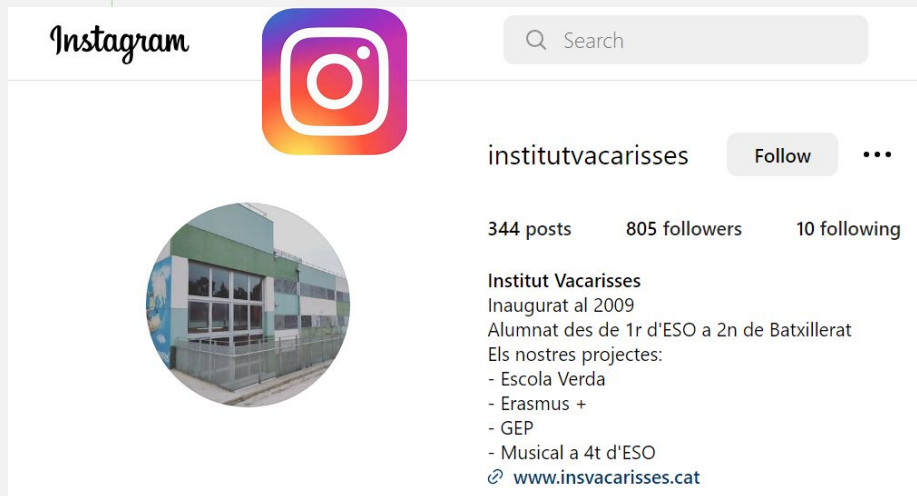 Instagram
Search
institutvacarisses Follow
344 posts 805 followers 10 following
Institut Vacarisses
Inaugurat al 2009
Alumnat des de 1r d'ESO a 2n de Batxillerat
Els nostres projectes:
- Escola Verda
- Erasmus +
- GEP
- Musical a 4t d'ESO
www.insvacarisses.cat